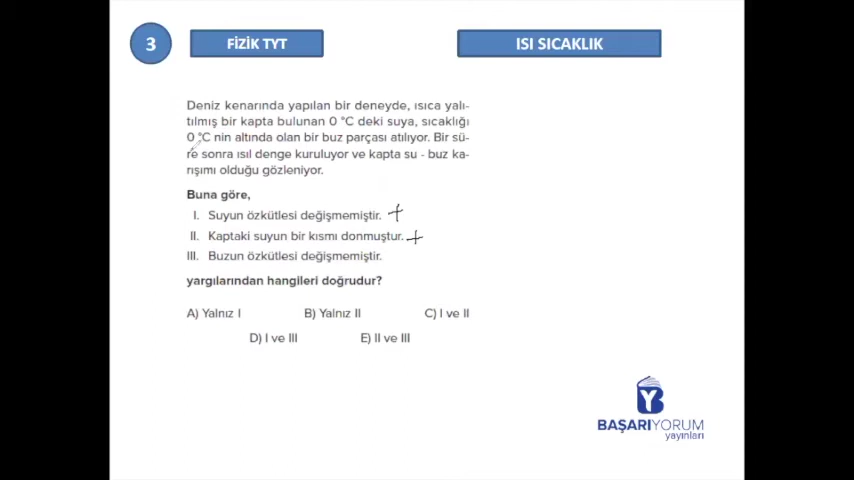 3
FİZİK TYT
ISI SICAKLIK
Deniz kenarında yapılan bir deneyde, ısıca yalı-
tılmış bir kapta bulunan 0 °C deki suya, sıcaklığı
0 °C nin altında olan bir buz parçası atılıyor. Bir sü-
re sonra ısıl denge kuruluyor ve kapta su - buz ka-
rışımı olduğu gözleniyor.
Buna göre,
I. Suyun özkütlesi değişmemiştir. +
II. Kaptaki suyun bir kısmı donmuştur. +
III. Buzun özkütlesi değişmemiştir.
yargılarından hangileri doğrudur?
A) Yalnız I B) Yalnız II C) I ve II
D) I ve III E) II ve III
BAŞARIYORUM
yayınları